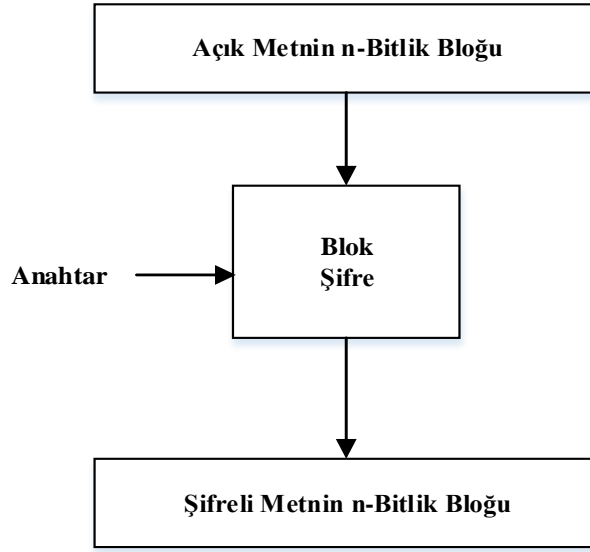 Açık Metnin n-Bitlik Bloğu
Blok
Şifre
Anahtar
Şifreli Metnin n-Bitlik Bloğu